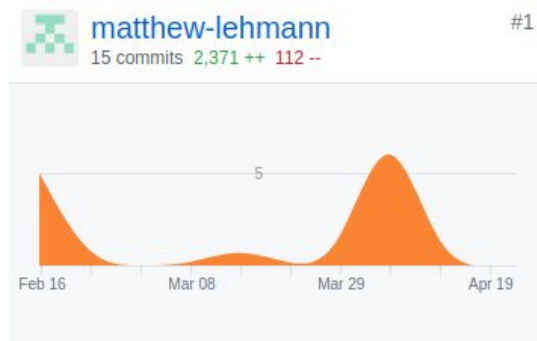 matthew-lehmann
#1
15 commits 2,371 ++ 112 --
5
Feb 16 Mar 08 Mar 29 Apr 19